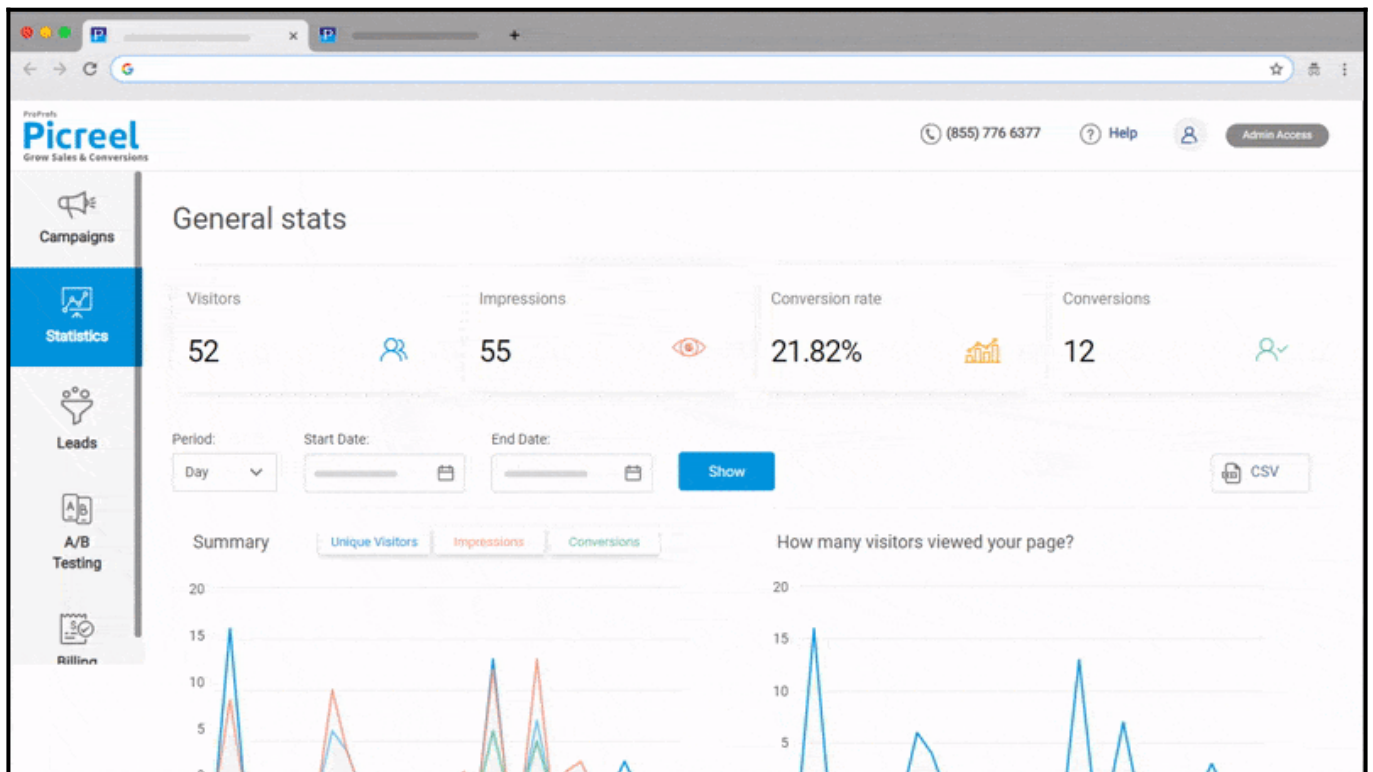 ProProfs
Picreel
Grow Sales & Conversions
(855) 776 6377
? Help
Admin Access
Campaigns
Statistics
Leads
A/B
Testing
Billing
General stats
Visitors
52
Impressions
55
Conversion rate
21.82%
Conversions
12
Period:
Day
Start Date:
End Date:
Show
CSV
Summary
Unique Visitors
Impressions
Conversions
20
15
10
5
How many visitors viewed your page?
20
15
10
5